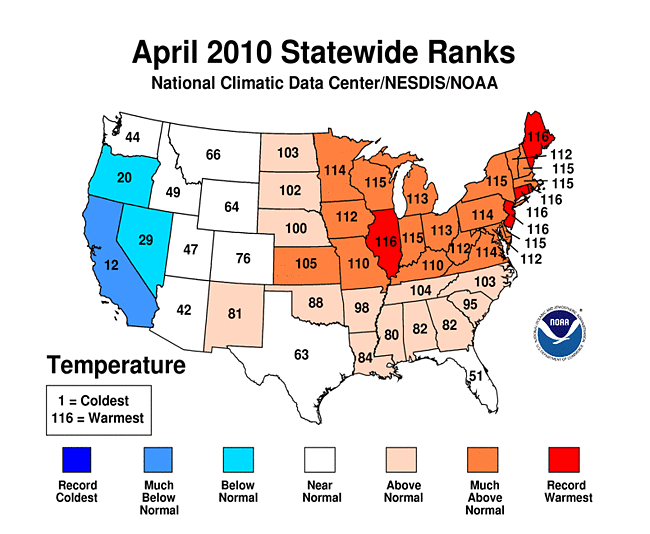 April 2010 Statewide Ranks
National Climatic Data Center/NESDIS/NOAA
44
66
103
114
116
112
115
115
116
116
116
115
112
20
49
64
102
115
113
115
12
29
47
76
100
112
116
115
113
114
112
114
105
110
110
103
42
81
88
98
104
95
63
84
80
82
82
51
NOAA
Temperature
1 = Coldest
116 = Warmest
Record
Coldest
Much
Below
Normal
Below
Normal
Near
Normal
Above
Normal
Much
Above
Normal
Record
Warmest